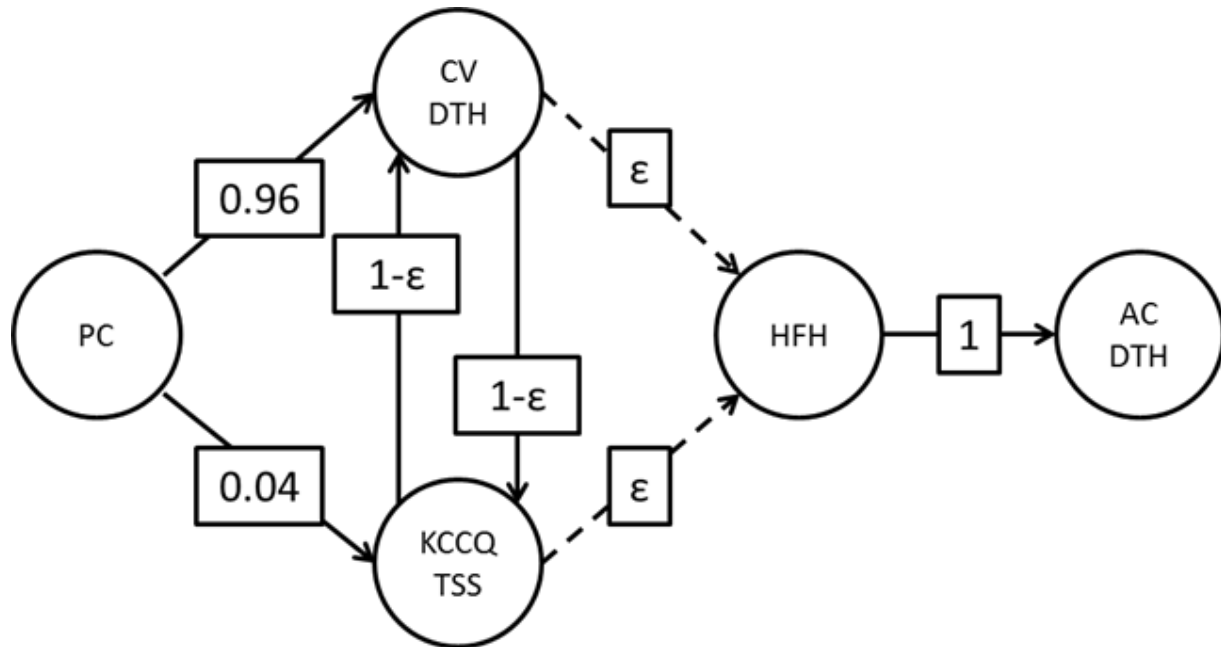 CV
DTH
ε
0.96
1-ε
PC
HFH
1
AC
DTH
1-ε
0.04
ε
KCCQ
TSS